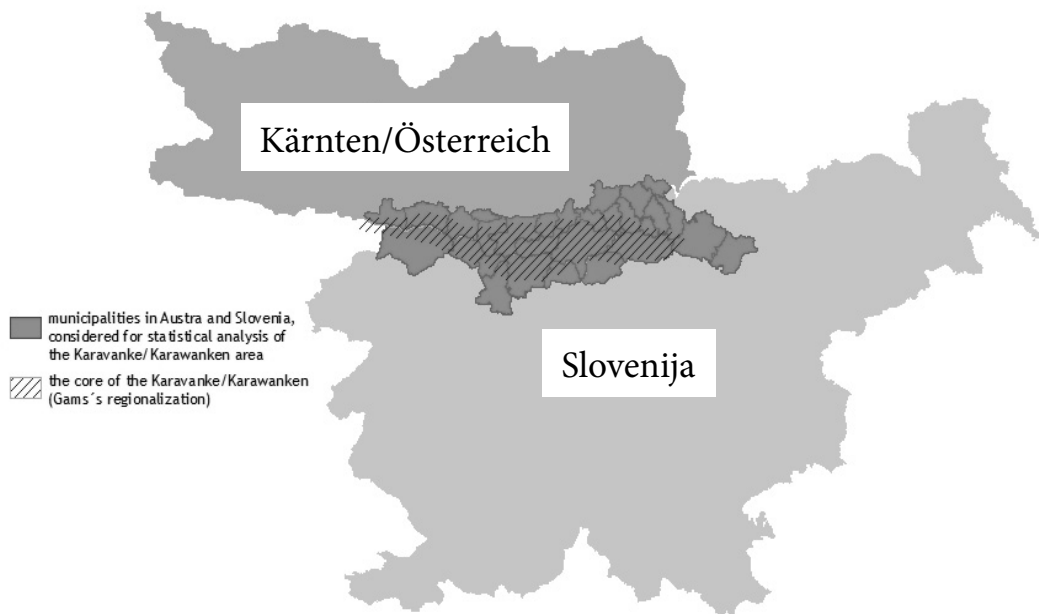 Kärnten/Österreich
municipalities in Austra and Slovenia,
considered for statistical analysis of
the Karavanke/Karawanken area
the core of the Karavanke/Karawanken
(Gams´s regionalization)
Slovenija